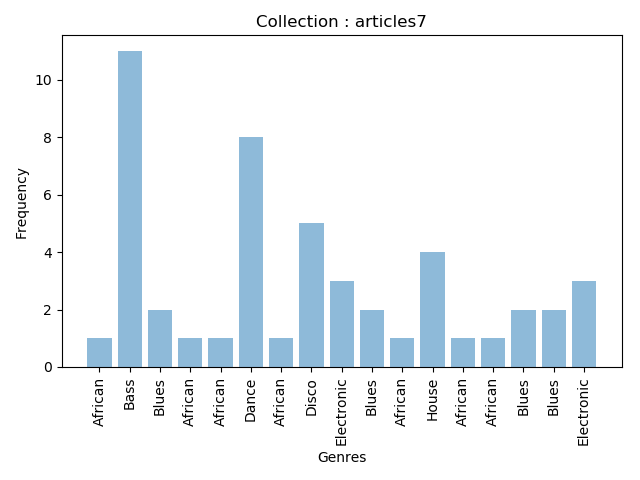 Collection : articles7
Frequency
10
8
6
4
2
0
African
Bass
Blues
African
African
Dance
African
Disco
Electronic
Blues
African
House
African
African
Blues
Blues
Electronic
Genres